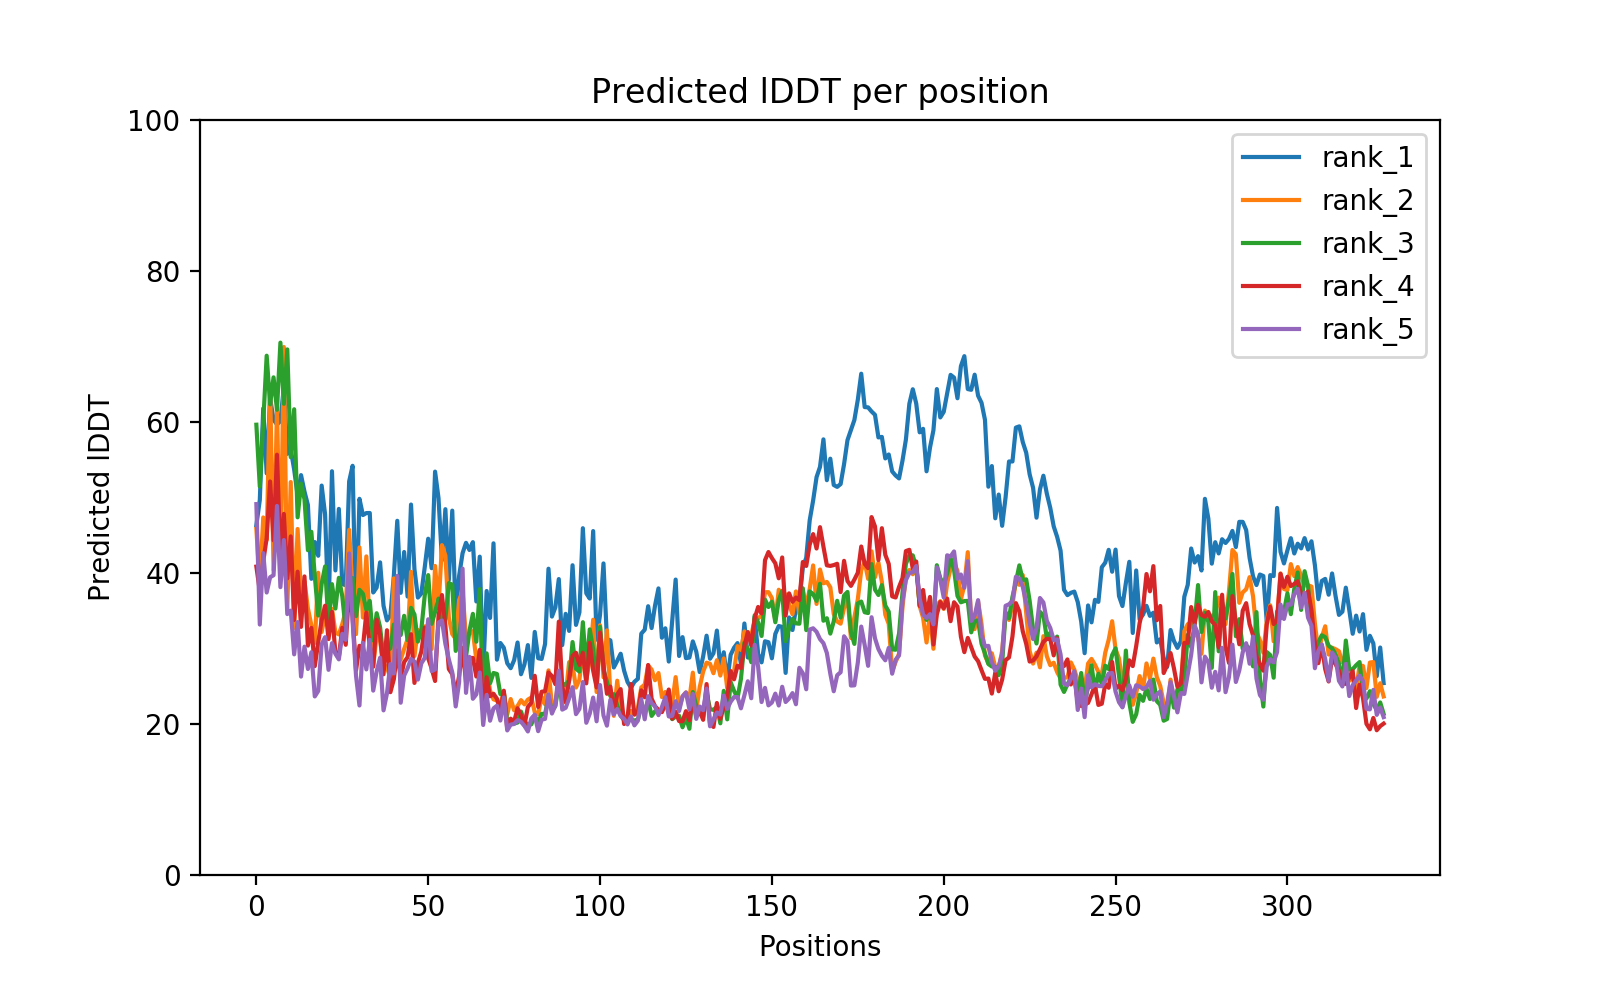 Predicted lDDT per position
100
80
60
40
20
0
Predicted lDDT
0 50 100 150 200 250 300
Positions
rank_1
rank_2
rank_3
rank_4
rank_5